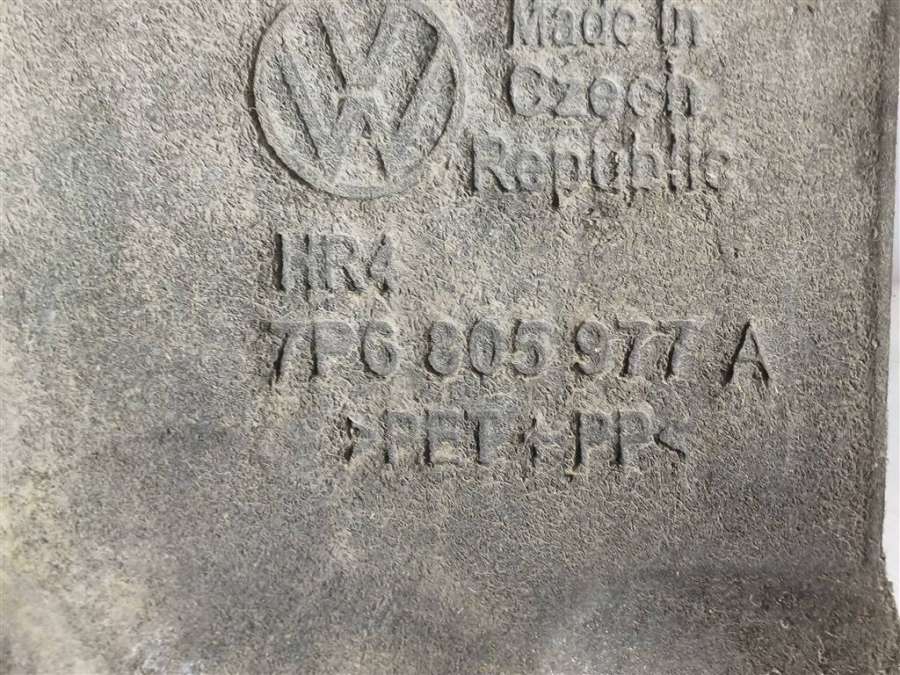 Made in
Czech
Republic
HR4
7P6 805 977 A
>PET+PP<